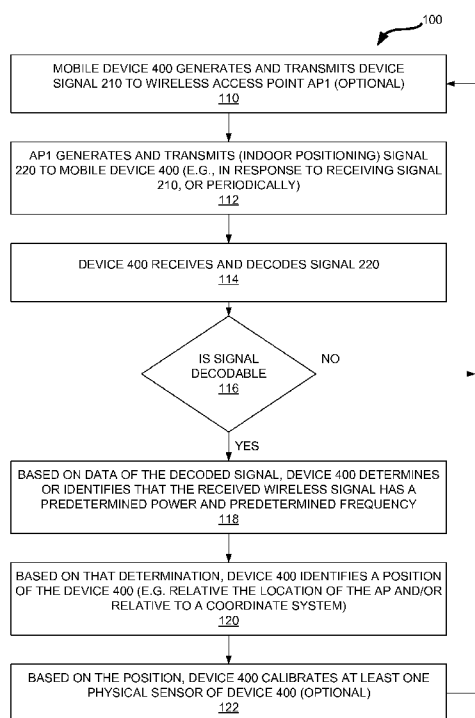 100
MOBILE DEVICE 400 GENERATES AND TRANSMITS DEVICE
SIGNAL 210 TO WIRELESS ACCESS POINT AP1 (OPTIONAL)
110
AP1 GENERATES AND TRANSMITS (INDOOR POSITIONING) SIGNAL
220 TO MOBILE DEVICE 400 (E.G., IN RESPONSE TO RECEIVING SIGNAL
210, OR PERIODICALLY)
112
DEVICE 400 RECEIVES AND DECODES SIGNAL 220
114
IS SIGNAL
DECODABLE
116
NO
YES
BASED ON DATA OF THE DECODED SIGNAL, DEVICE 400 DETERMINES
OR IDENTIFIES THAT THE RECEIVED WIRELESS SIGNAL HAS A
PREDETERMINED POWER AND PREDETERMINED FREQUENCY
118
BASED ON THAT DETERMINATION, DEVICE 400 IDENTIFIES A POSITION
OF THE DEVICE 400 (E.G. RELATIVE THE LOCATION OF THE AP AND/OR
RELATIVE TO A COORDINATE SYSTEM)
120
BASED ON THE POSITION, DEVICE 400 CALIBRATES AT LEAST ONE
PHYSICAL SENSOR OF DEVICE 400 (OPTIONAL)
122